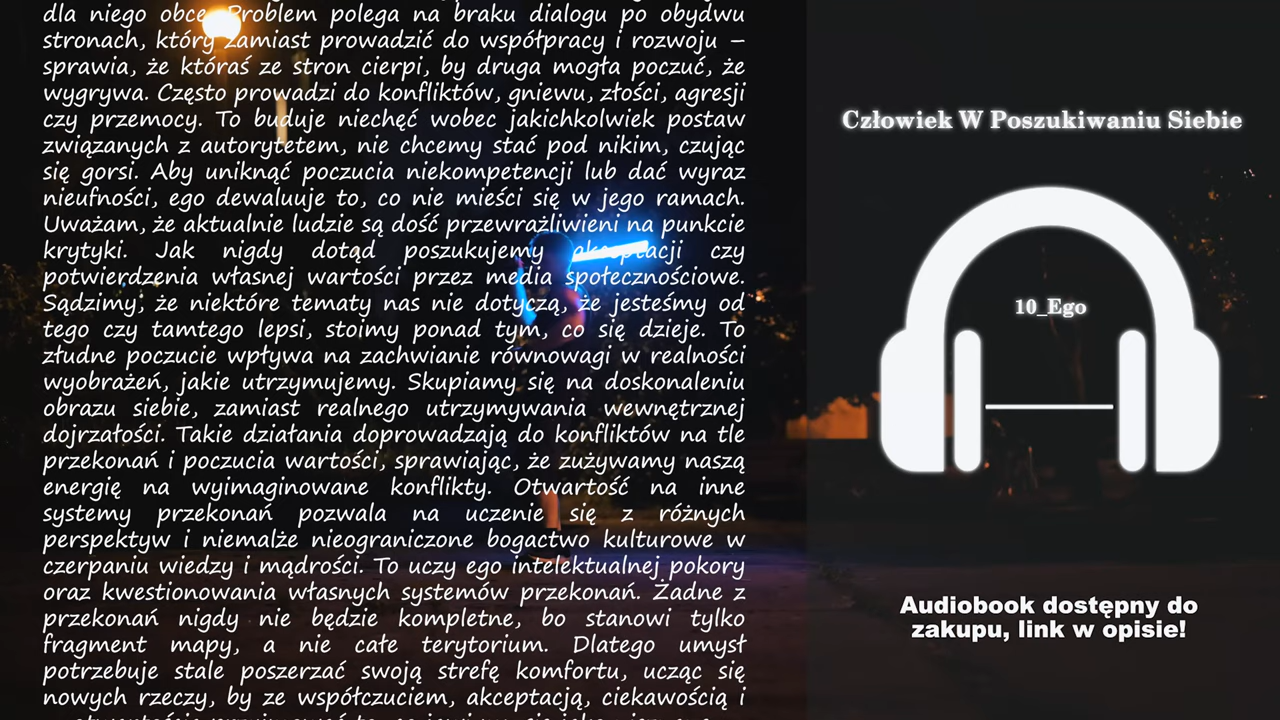 dla niego obce. Problem polega na braku dialogu po obydwu
stronach, który zamiast prowadzić do współpracy i rozwoju –
sprawia, że któraś ze stron cierpi, by druga mogła poczuć, że
wygrywa. Często prowadzi do konfliktów, gniewu, złości, agresji
czy przemocy. To buduje niechęć wobec jakichkolwiek postaw
związanych z autorytetem, nie chcemy stać pod nikim, czując
się gorsi. Aby uniknąć poczucia niekompetencji lub dać wyraz
nieufności, ego dewaluuje to, co nie mieści się w jego ramach.
Uważam, że aktualnie ludzie są dość przewrażliwieni na punkcie
krytyki. Jak nigdy dotąd poszukujemy akceptacji czy
potwierdzenia własnej wartości przez media społecznościowe.
Sądzimy, że niektóre tematy nas nie dotyczą, że jesteśmy od
tego czy tamtego lepsi, stoimy ponad tym, co się dzieje. To
złudne poczucie wpływa na zachwianie równowagi w realności
wyobrażeń, jakie utrzymujemy. Skupiamy się na doskonaleniu
obrazu siebie, zamiast realnego utrzymywania wewnętrznej
dojrzałości. Takie działania doprowadzają do konfliktów na tle
przekonań i poczucia wartości, sprawiając, że zużywamy naszą
energię na wyimaginowane konflikty. Otwartość na inne
systemy przekonań pozwala na uczenie się z różnych
perspektyw i niemalże nieograniczone bogactwo kulturowe w
czerpaniu wiedzy i mądrości. To uczy ego intelektualnej pokory
oraz kwestionowania własnych systemów przekonań. Żadne z
przekonań nigdy nie będzie kompletne, bo stanowi tylko
fragment mapy, a nie całe terytorium. Dlatego umysł
potrzebuje stale poszerzać swoją strefę komfortu, ucząc się
nowych rzeczy, by ze współczuciem, akceptacją, ciekawością i
Człowiek W Poszukiwaniu Siebie
10_Ego
Audiobook dostępny do
zakupu, link w opisie!